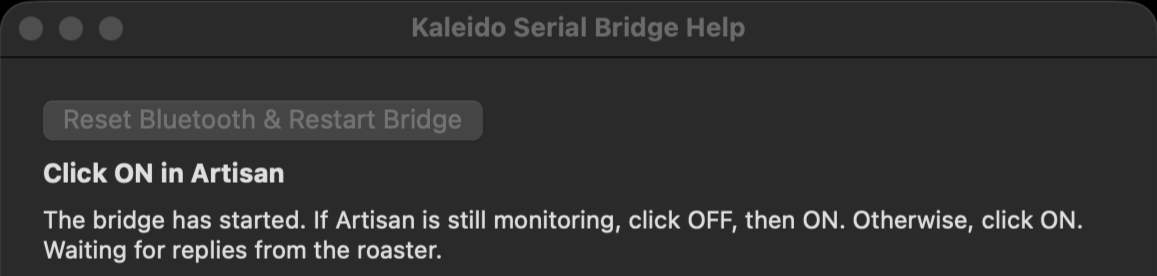 Kaleido Serial Bridge Help
Reset Bluetooth & Restart Bridge
Click ON in Artisan
The bridge has started. If Artisan is still monitoring, click OFF, then ON. Otherwise, click ON.
Waiting for replies from the roaster.